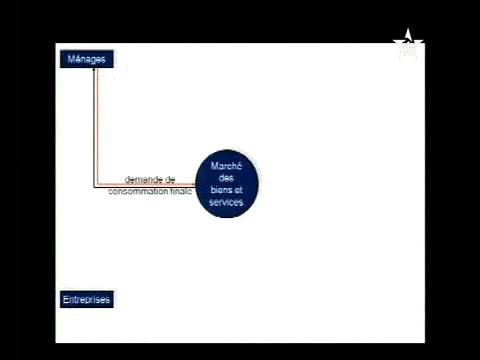 Ménages
Marché
des
biens et
services
demande de
consommation finale
Entreprises